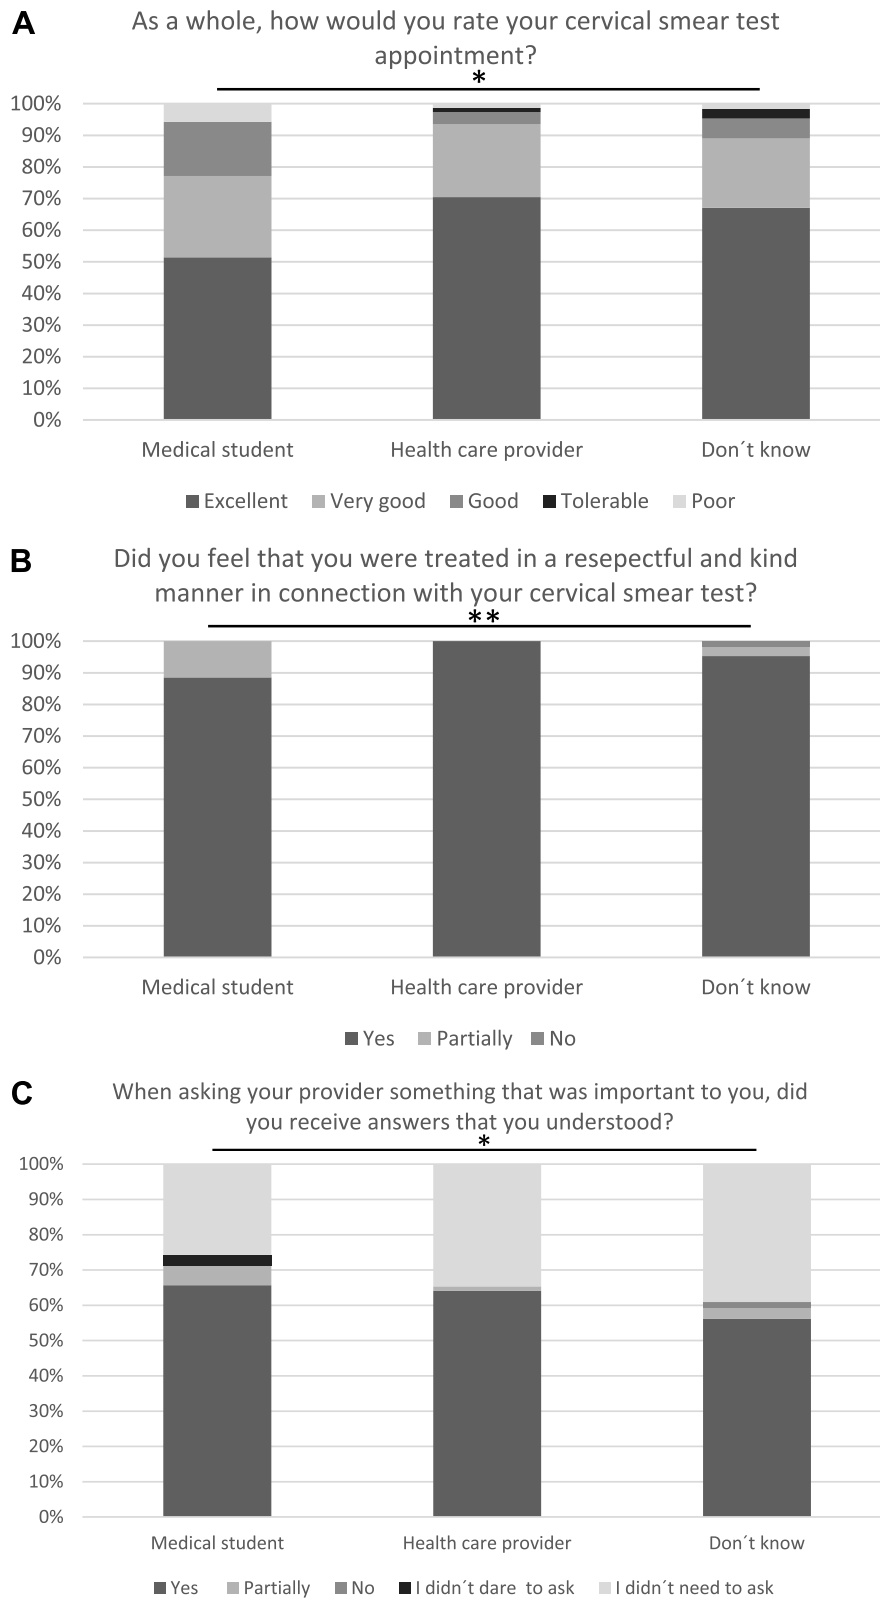 A
As a whole, how would you rate your cervical smear test
appointment?
*
100%
90%
80%
70%
60%
50%
40%
30%
20%
10%
0%
Medical student Health care provider Don´t know
Excellent Very good Good Tolerable Poor
B
Did you feel that you were treated in a resepectful and kind
manner in connection with your cervical smear test?
**
100%
90%
80%
70%
60%
50%
40%
30%
20%
10%
0%
Medical student Health care provider Don´t know
Yes Partially No
C
When asking your provider something that was important to you, did
you receive answers that you understood?
*
100%
90%
80%
70%
60%
50%
40%
30%
20%
10%
0%
Medical student Health care provider Don´t know
Yes Partially No I didn´t dare to ask I didn´t need to ask